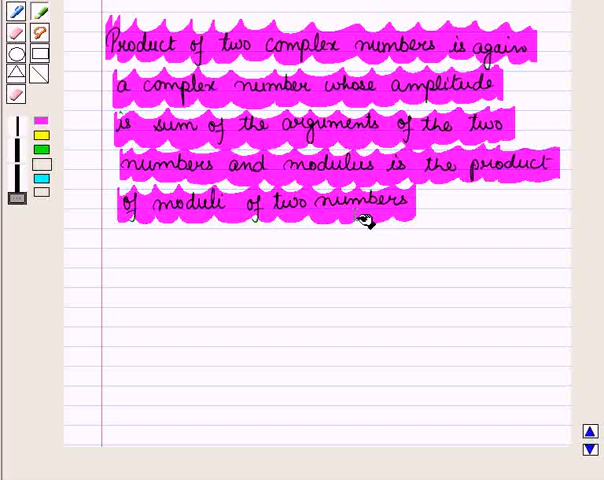 Product of two complex numbers is again
a complex number whose amplitude
is sum of the arguments of the two
numbers and modulus is the product
of moduli of two numbers